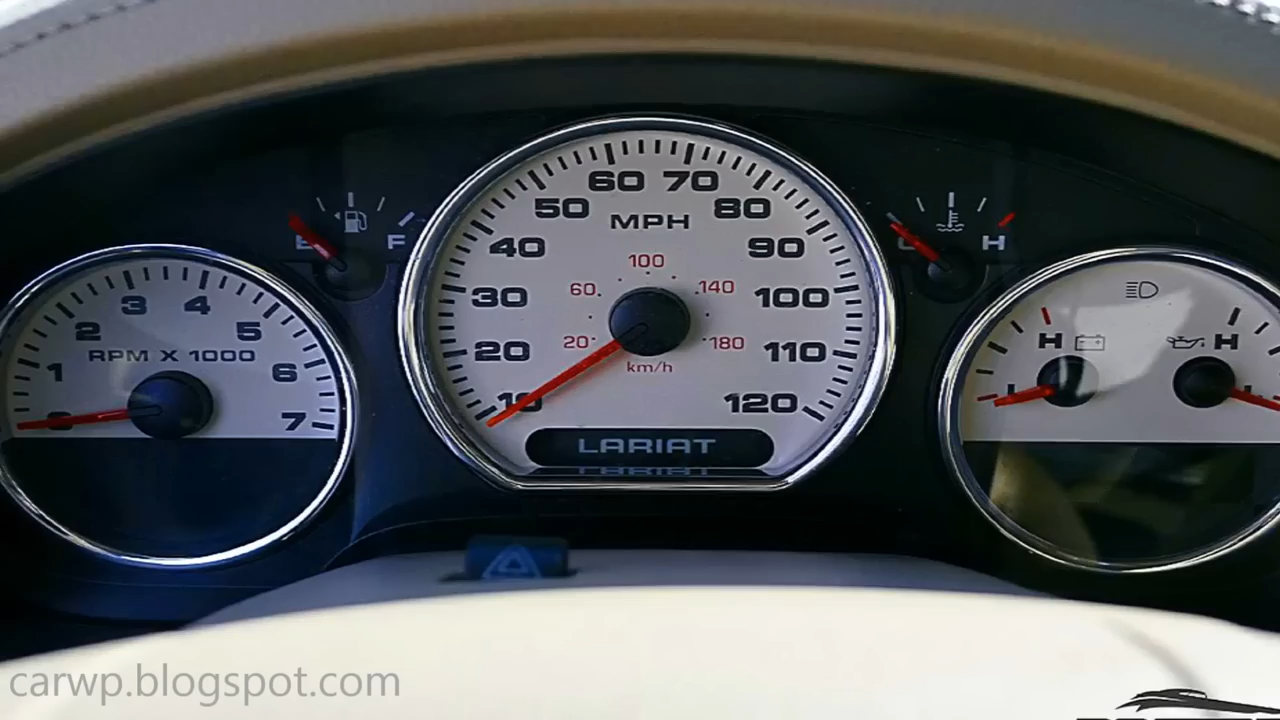 60 70
50 80
MPH
40 90
E F
C H
3 4
100
2 5
60 140
30 100
RPM X 1000
20 180
20 110
H H
1 6
km/h
L L
10 120
0 7
LARIAT
carwp.blogspot.com